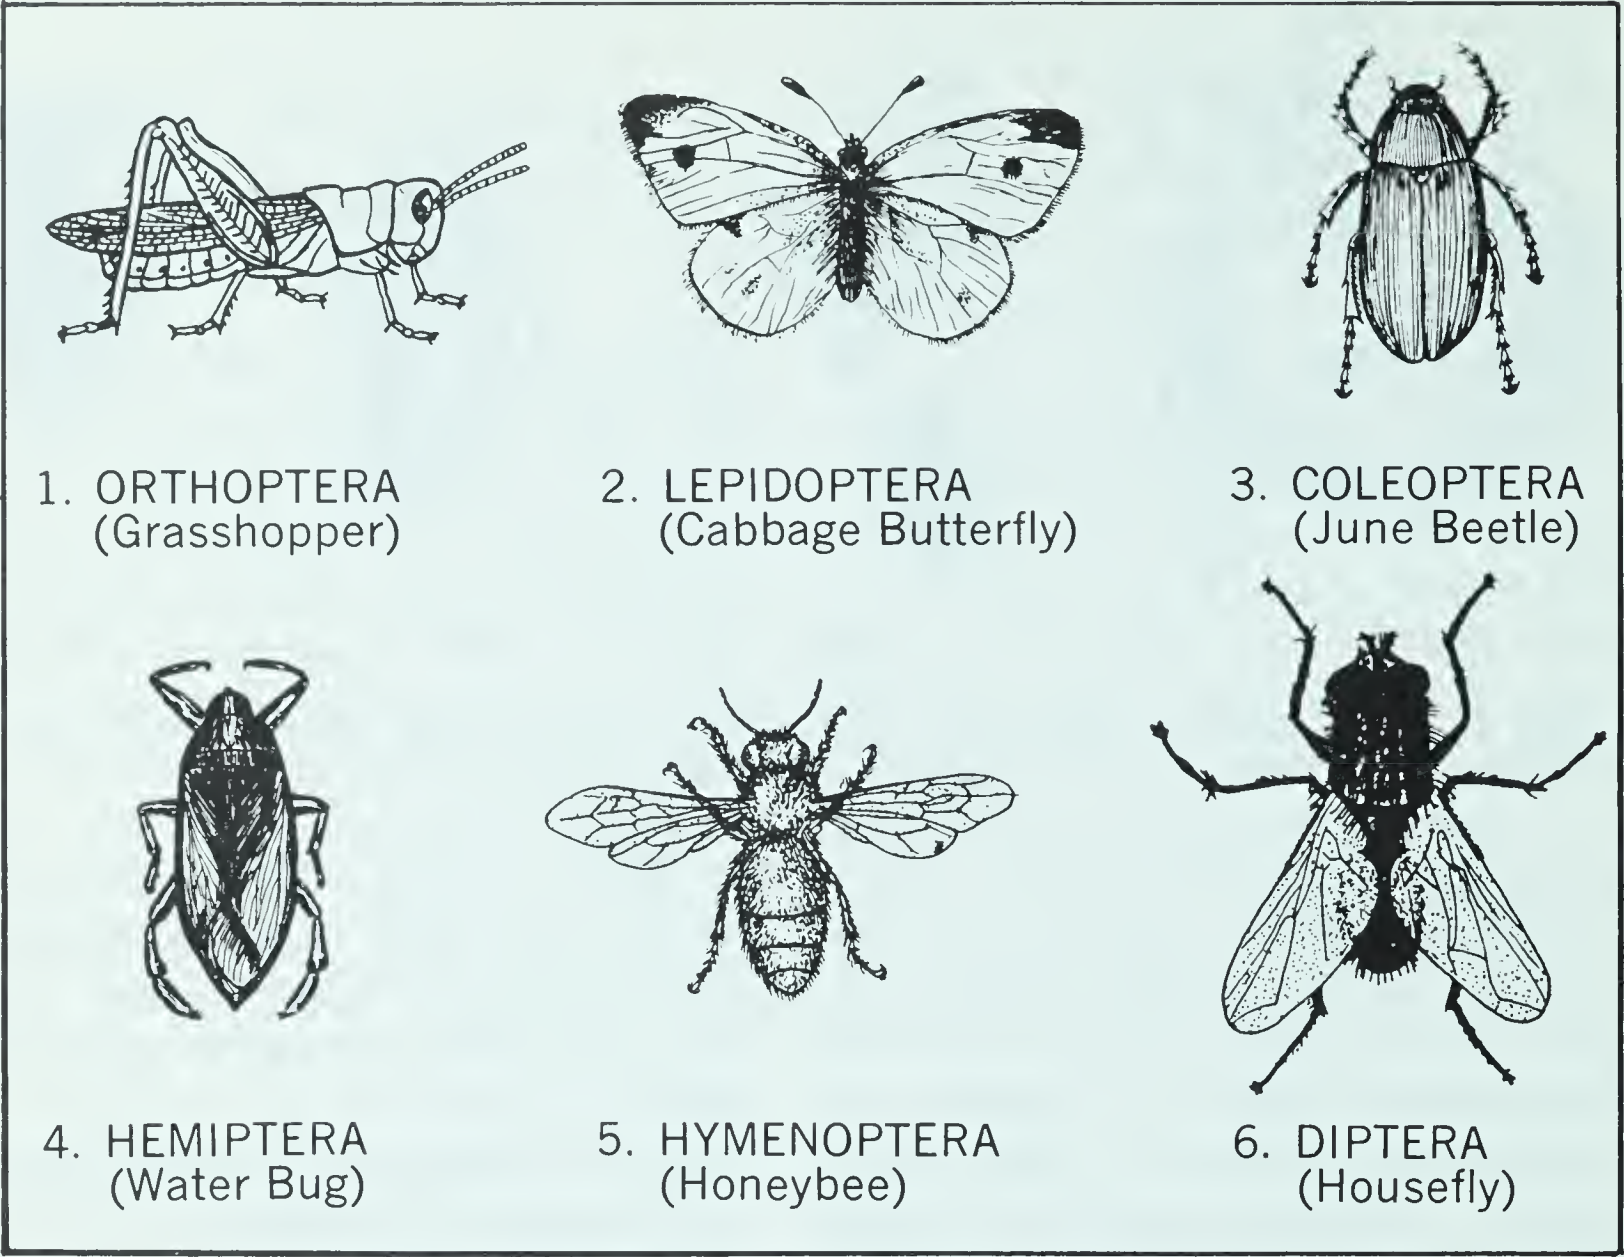 1. ORTHOPTERA
(Grasshopper)
2. LEPIDOPTERA
(Cabbage Butterfly)
3. COLEOPTERA
(June Beetle)
4. HEMIPTERA
(Water Bug)
5. HYMENOPTERA
(Honeybee)
6. DIPTERA
(Housefly)